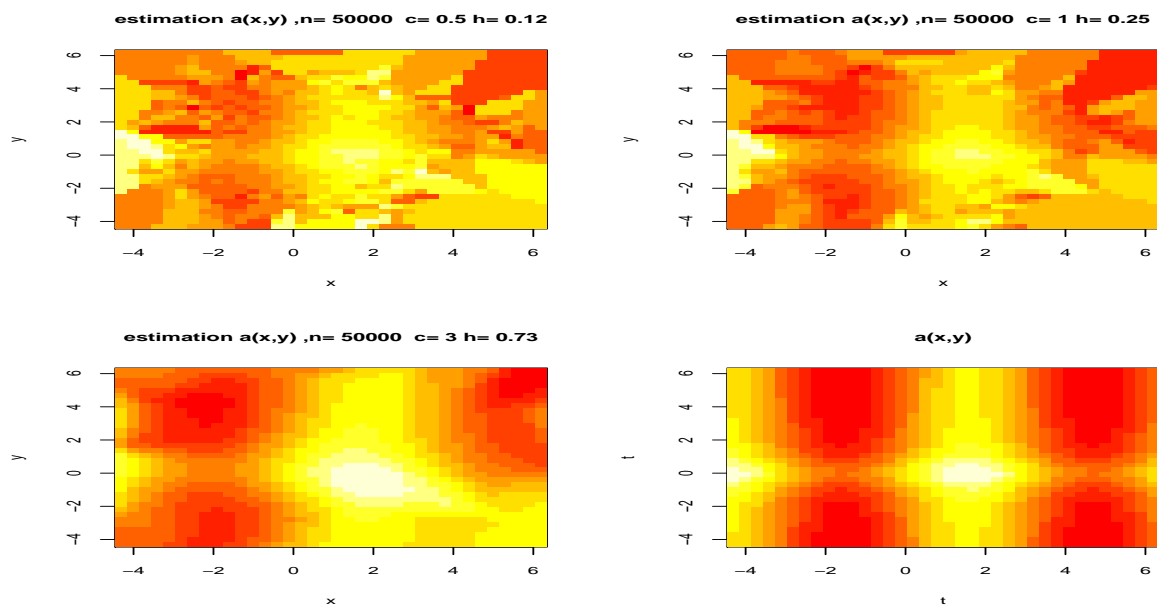 estimation a(x,y) ,n= 50000 c= 0.5 h= 0.12
6
4
2
0
−2
−4
y
−4 −2 0 2 4 6
x
estimation a(x,y) ,n= 50000 c= 1 h= 0.25
6
4
2
0
−2
−4
y
−4 −2 0 2 4 6
x
estimation a(x,y) ,n= 50000 c= 3 h= 0.73
6
4
2
0
−2
−4
y
−4 −2 0 2 4 6
x
a(x,y)
6
4
2
0
−2
−4
t
−4 −2 0 2 4 6
t